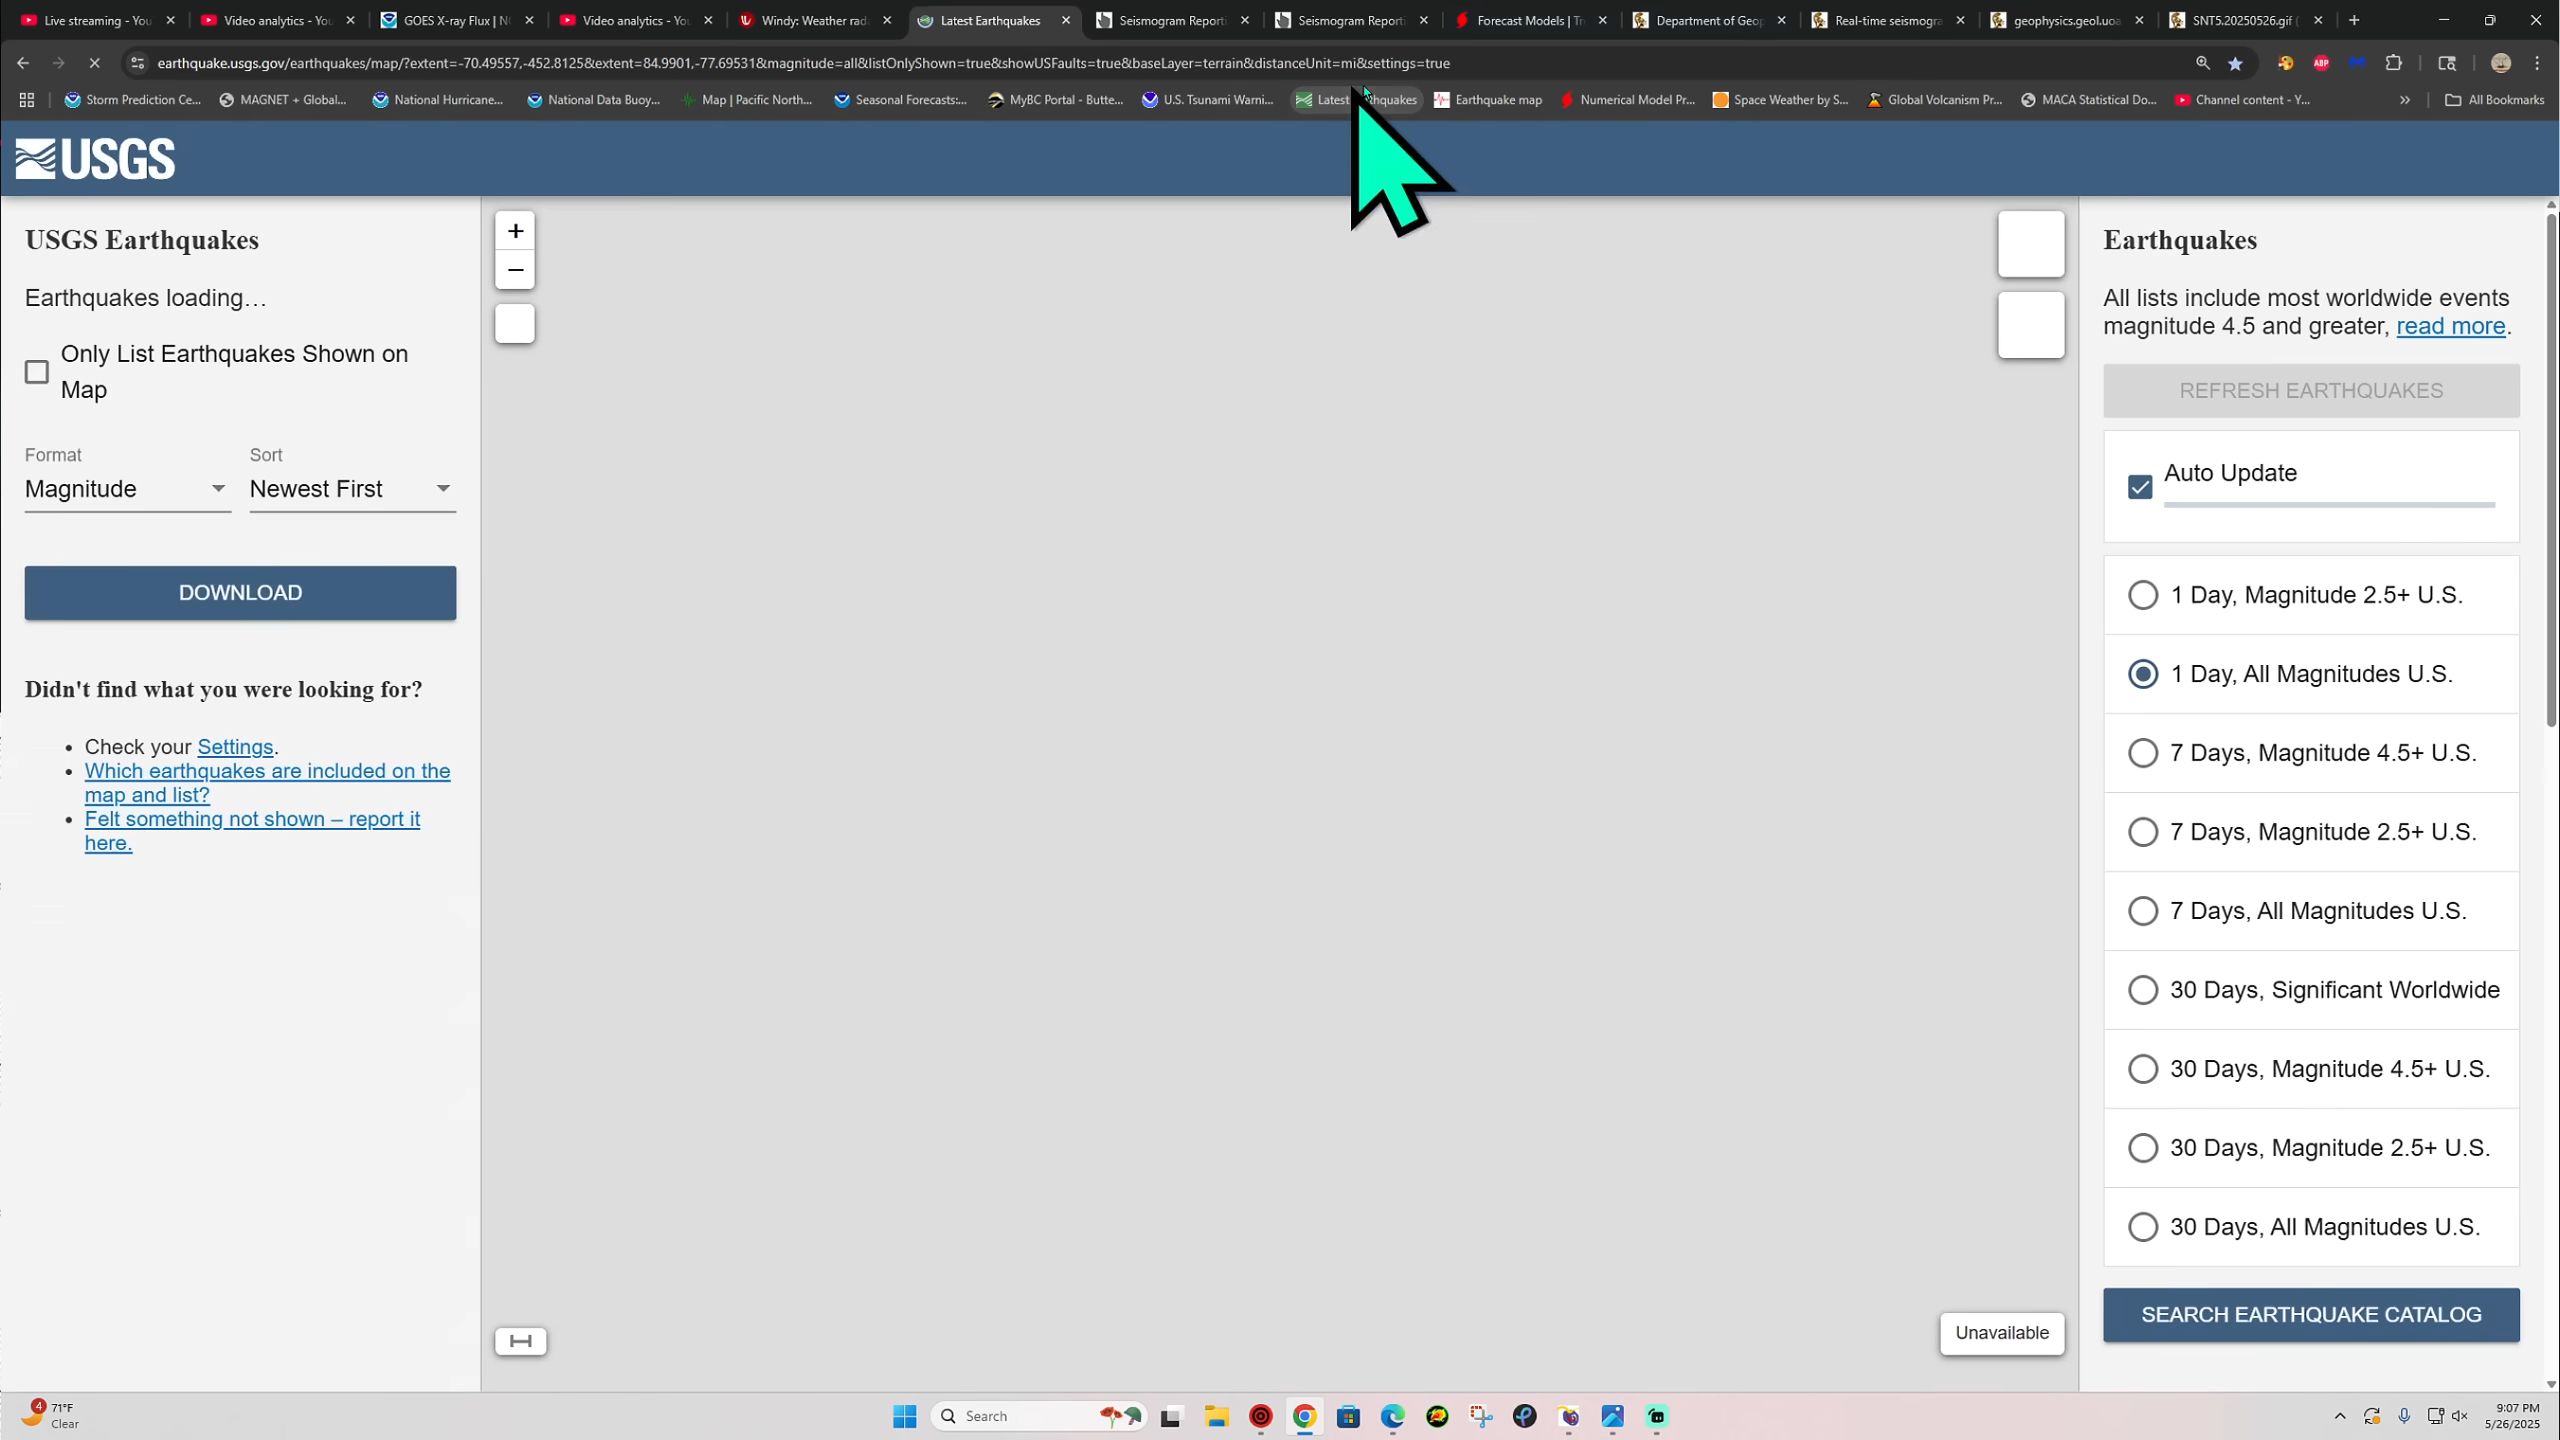 Live streaming - You
Video analytics - You
GOES X-ray Flux | N
Video analytics - You
Windy: Weather rada
Latest Earthquakes
Seismogram Reporti
Seismogram Reporti
Forecast Models | Tr
Department of Geop
Real-time seismogra
geophysics.geol.uoa
SNT5.20250526.gif (
earthquake.usgs.gov/earthquakes/map/?extent=-70.49557,-452.8125&extent=84.9901,-77.69531&magnitude=all&listOnlyShown=true&showUSFaults=true&baseLayer=terrain&distanceUnit=mi&settings=true
ABP
Storm Prediction Ce...
MAGNET + Global...
National Hurricane...
National Data Buoy...
Map | Pacific North...
Seasonal Forecasts:...
MyBC Portal - Butte...
U.S. Tsunami Warni...
Earthquake map
Numerical Model Pr...
Space Weather by S...
Global Volcanism Pr...
MACA Statistical Do...
Channel content - Y...
All Bookmarks
USGS
USGS Earthquakes
Earthquakes loading...
Only List Earthquakes Shown on
Map
Format
Sort
Magnitude
Newest First
DOWNLOAD
Didn't find what you were looking for?
Check your Settings.
Which earthquakes are included on the
map and list?
Felt something not shown – report it
here.
+
−
Unavailable
Earthquakes
All lists include most worldwide events
magnitude 4.5 and greater, read more.
REFRESH EARTHQUAKES
Auto Update
1 Day, Magnitude 2.5+ U.S.
1 Day, All Magnitudes U.S.
7 Days, Magnitude 4.5+ U.S.
7 Days, Magnitude 2.5+ U.S.
7 Days, All Magnitudes U.S.
30 Days, Significant Worldwide
30 Days, Magnitude 4.5+ U.S.
30 Days, Magnitude 2.5+ U.S.
30 Days, All Magnitudes U.S.
SEARCH EARTHQUAKE CATALOG
4
71°F
Clear
Search
9:07 PM
5/26/2025